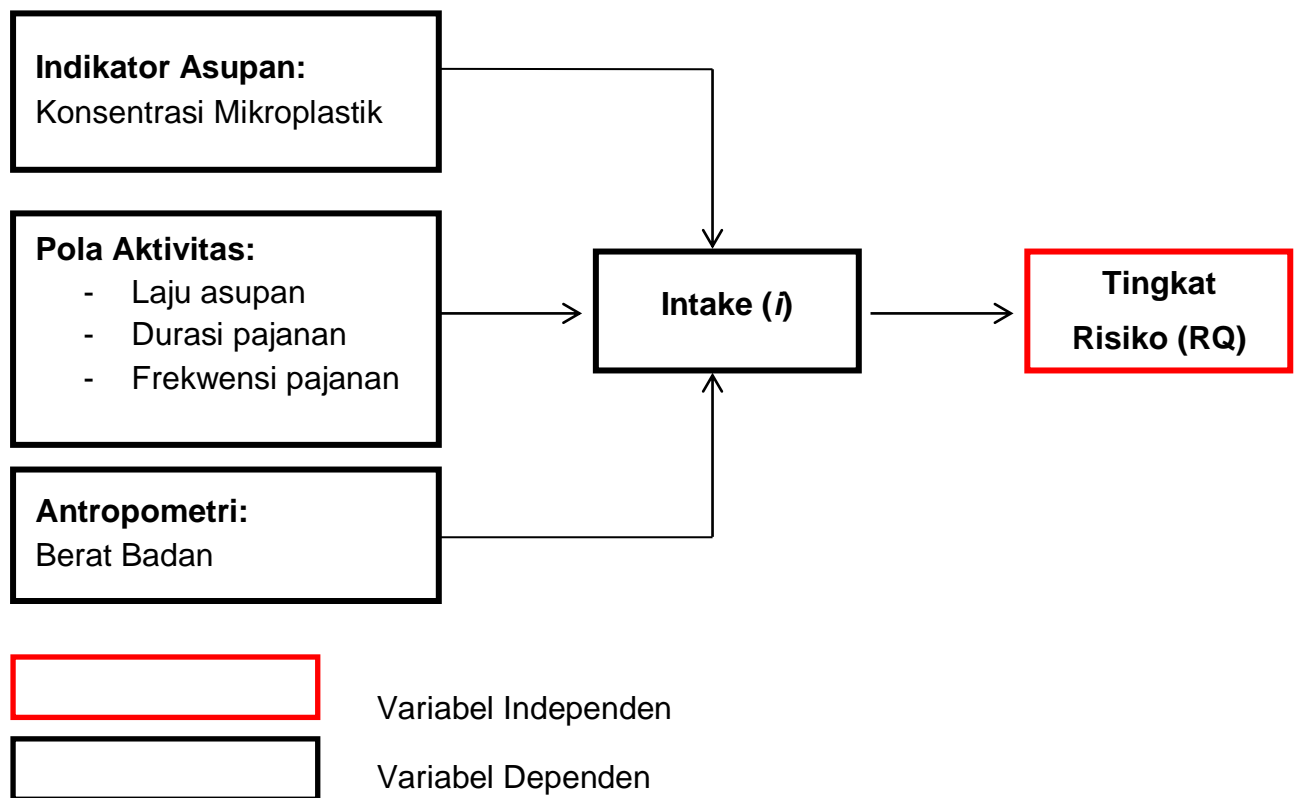 Indikator Asupan:
Konsentrasi Mikroplastik
Pola Aktivitas:
- Laju asupan
- Durasi pajanan
- Frekwensi pajanan
Antropometri:
Berat Badan
Intake (i)
Tingkat
Risiko (RQ)
Variabel Independen
Variabel Dependen